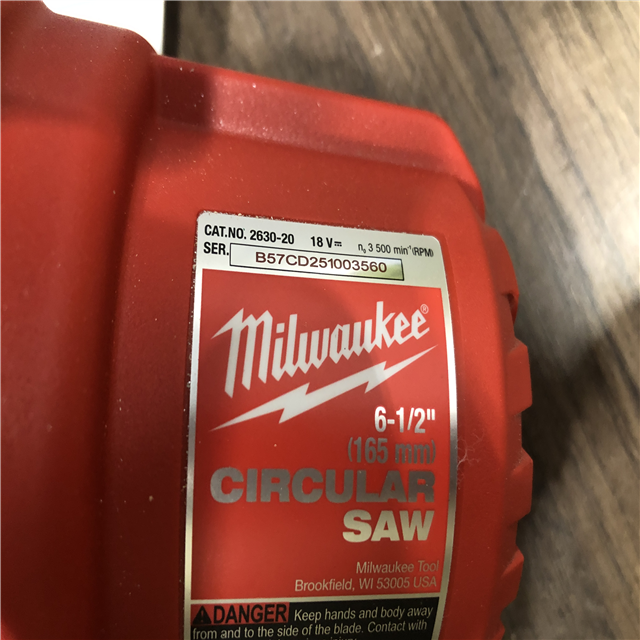 CAT.NO. 2630-20 18 V⎓ n₀ 3 500 min⁻¹(RPM)
SER. B57CD251003560
Milwaukee®
6-1/2"
(165 mm)
CIRCULAR
SAW
Milwaukee Tool
Brookfield, WI 53005 USA
⚠DANGER Keep hands and body away
from and to the side of the blade. Contact with